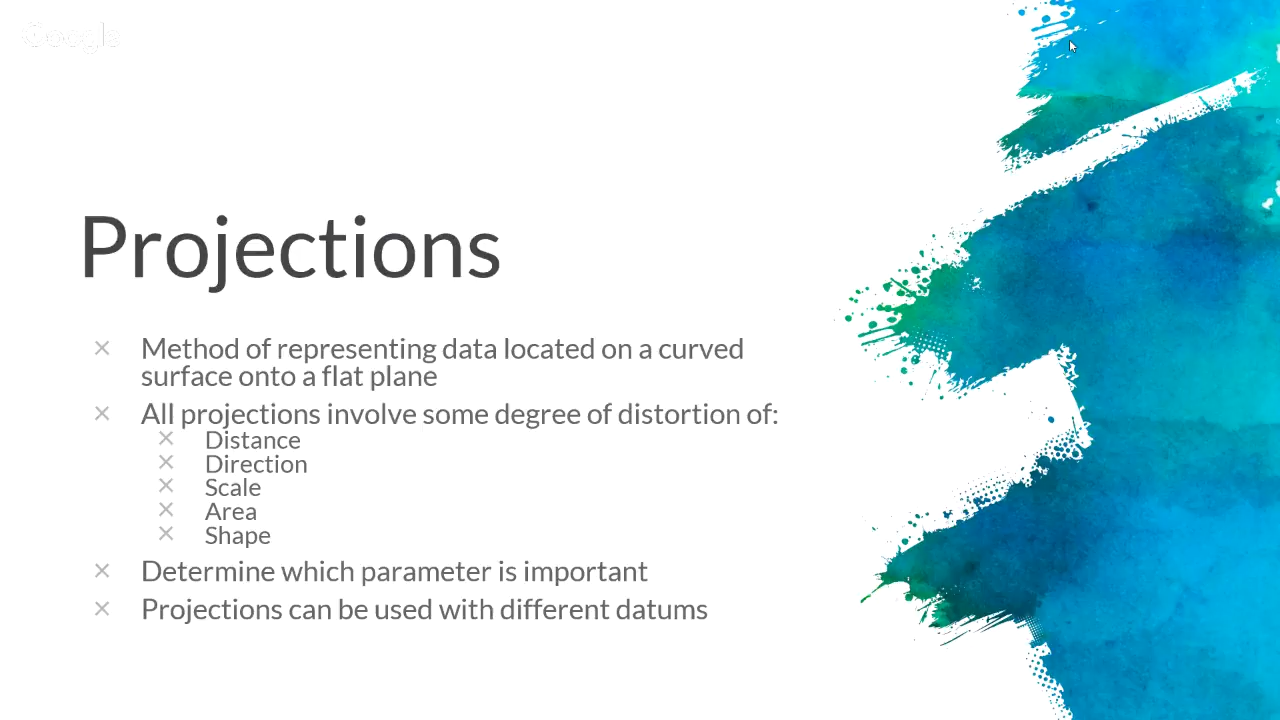 Google
Projections
Method of representing data located on a curved
surface onto a flat plane
All projections involve some degree of distortion of:
Distance
Direction
Scale
Area
Shape
Determine which parameter is important
Projections can be used with different datums